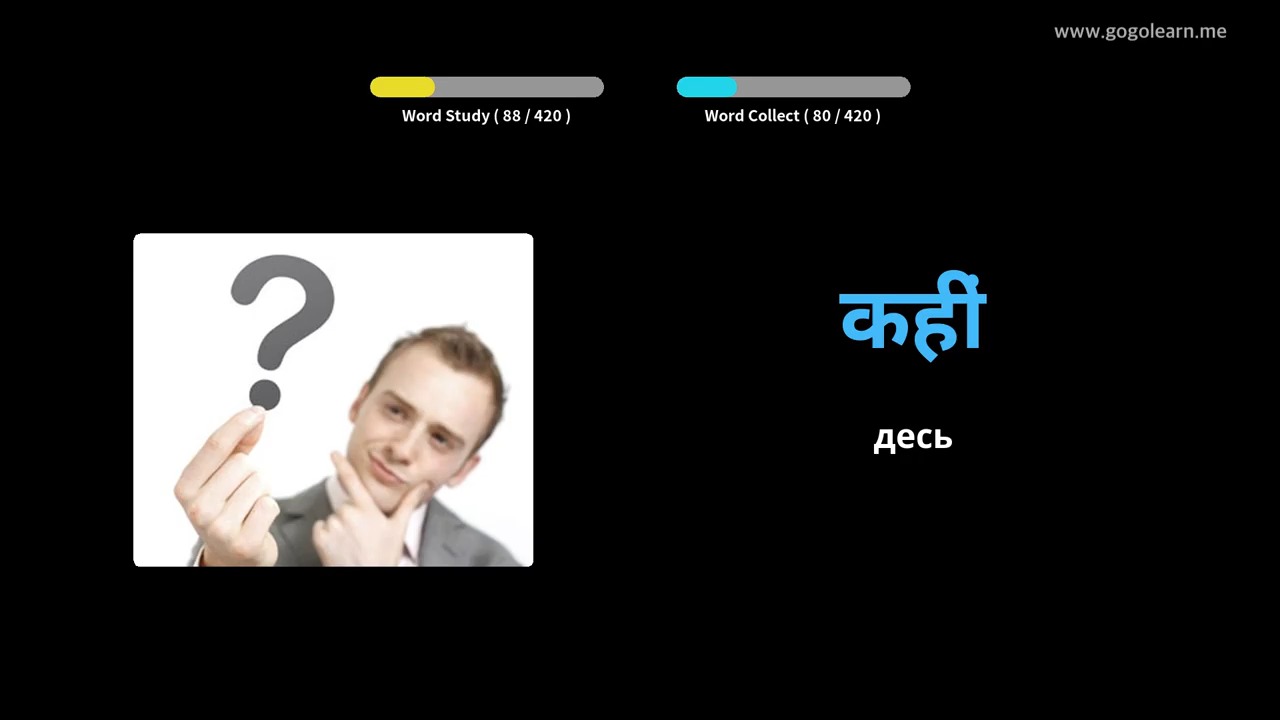 www.gogolearn.me
Word Study ( 88 / 420 )
Word Collect ( 80 / 420 )
?
कहीं
десь